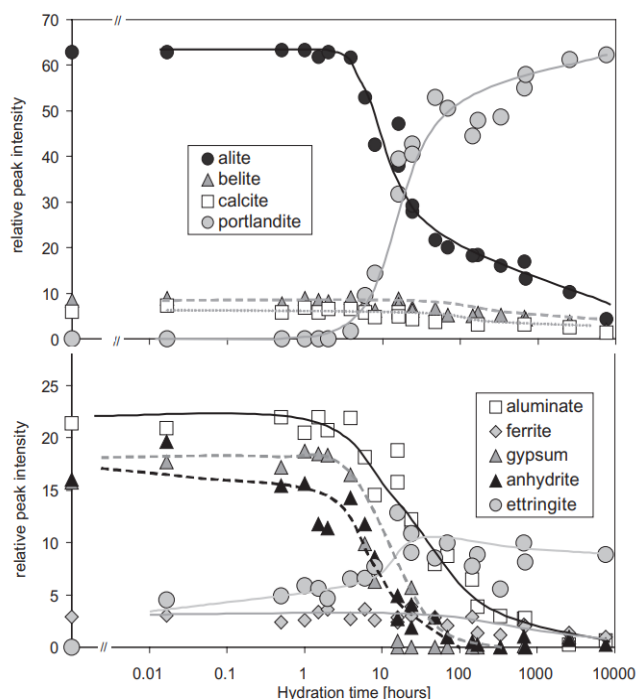 70
60
50
40
30
20
10
0
relative peak intensity
//
alite
belite
calcite
portlandite
//
25
20
15
10
5
0
relative peak intensity
//
aluminate
ferrite
gypsum
anhydrite
ettringite
//
0.01 0.1 1 10 100 1000 10000
Hydration time [hours]